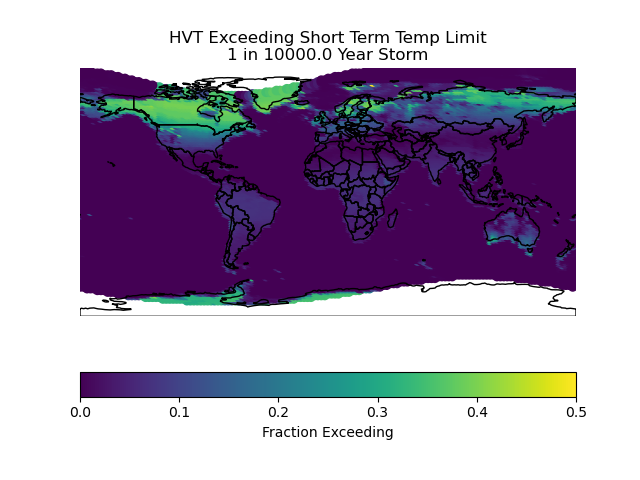 HVT Exceeding Short Term Temp Limit
1 in 10000.0 Year Storm
0.0 0.1 0.2 0.3 0.4 0.5
Fraction Exceeding